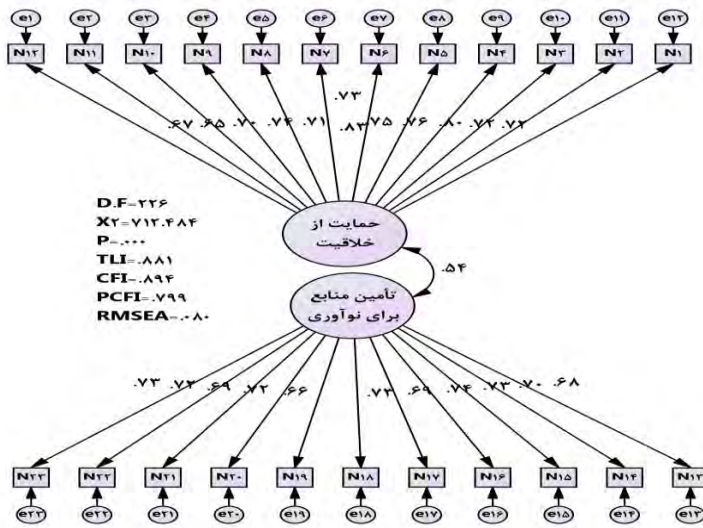 e۱ e۲ e۳ e۴ e۵ e۶ e۷ e۸ e۹ e۱۰ e۱۱ e۱۲
N۱۲ N۱۱ N۱۰ N۹ N۸ N۷ N۶ N۵ N۴ N۳ N۲ N۱
.۷۳
.۶۷ .۶۵ .۷۰ .۷۴ .۷۱ .۸۳ .۷۵ .۷۶ .۸۰ .۷۲ .۷۲
D.F=۲۲۶
X۲=۷۱۲.۴۸۴
P=.۰۰۰
TLI=.۸۸۱
CFI=.۸۹۴
PCFI=.۷۹۹
RMSEA=.۰۸۰
حمایت از
خلاقیت
.۵۴
تأمین منابع
برای نوآوری
.۷۳ .۷۲ .۶۹ .۷۲ .۶۶ .۷۲ .۶۹ .۷۴ .۷۳ .۷۰ .۶۸
N۲۳ N۲۲ N۲۱ N۲۰ N۱۹ N۱۸ N۱۷ N۱۶ N۱۵ N۱۴ N۱۳
e۲۳ e۲۲ e۲۱ e۲۰ e۱۹ e۱۸ e۱۷ e۱۶ e۱۵ e۱۴ e۱۳